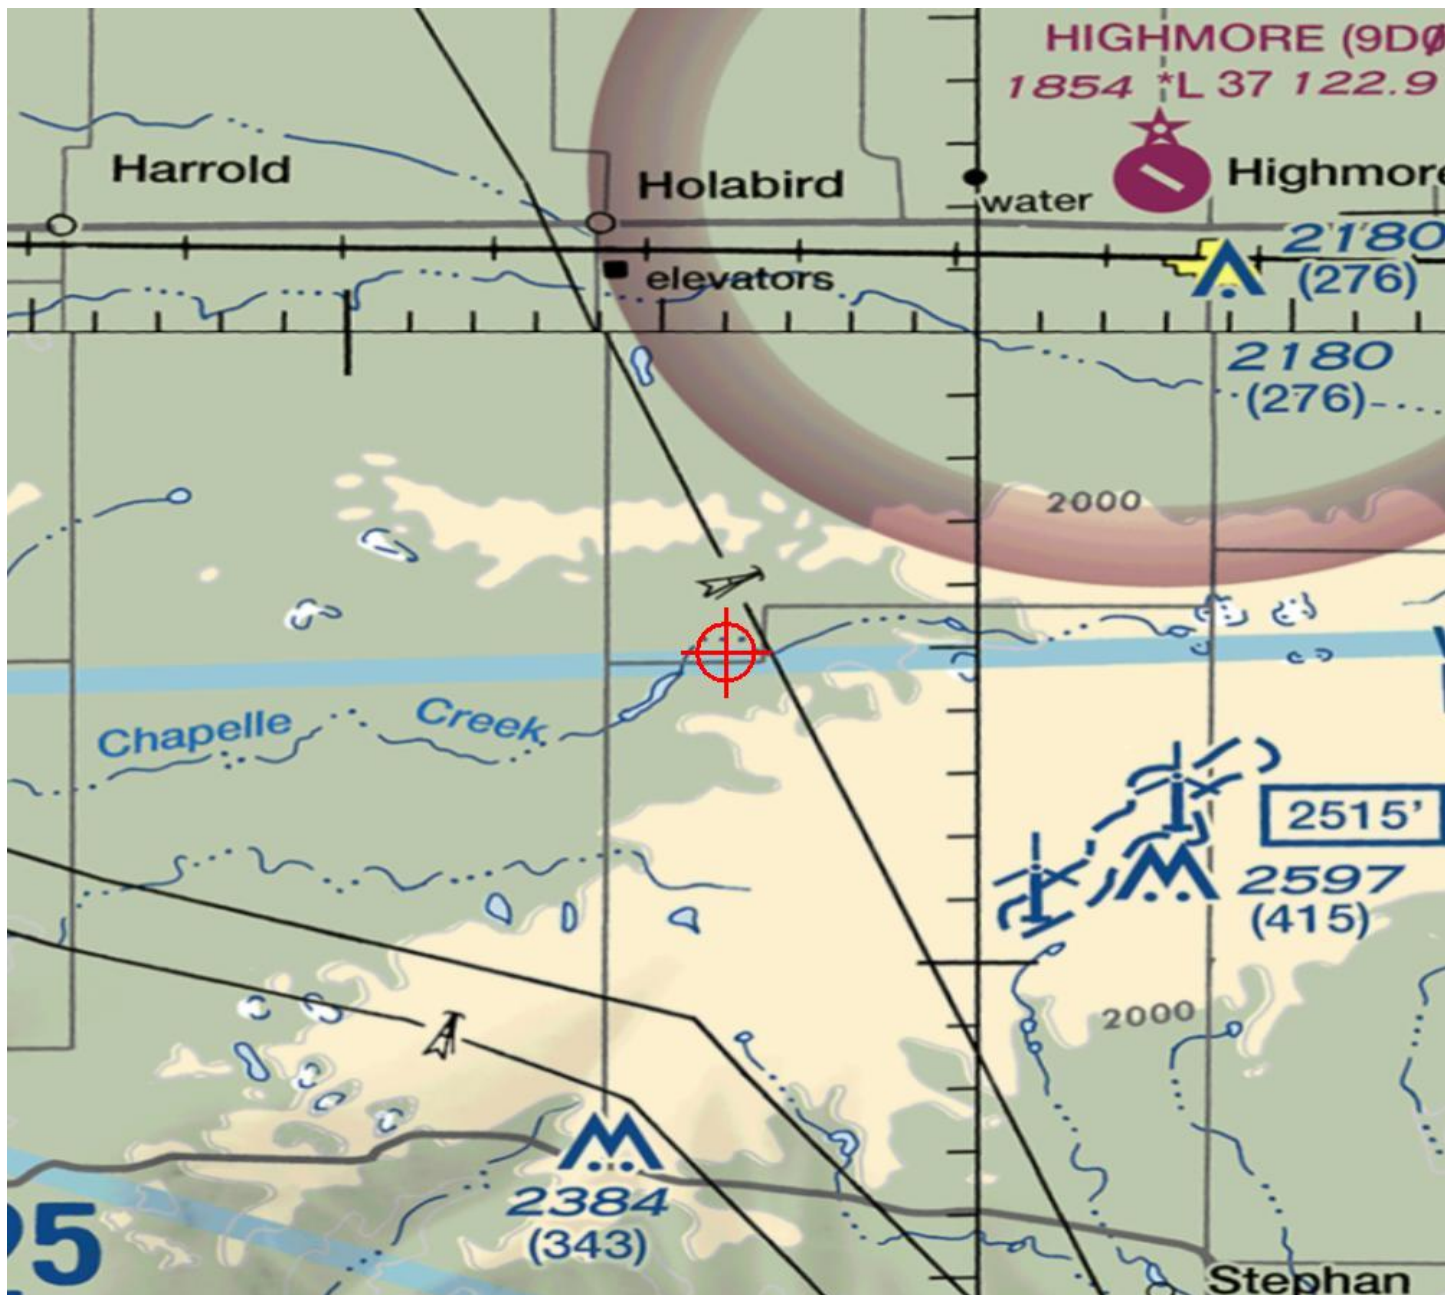 HIGHMORE (9DØ
1854 *L 37 122.9
Harrold
Holabird
Highmore
water
2180
(276)
elevators
2180
(276)
2000
Chapelle Creek
2515'
2597
(415)
2000
2384
(343)
25
Stephan